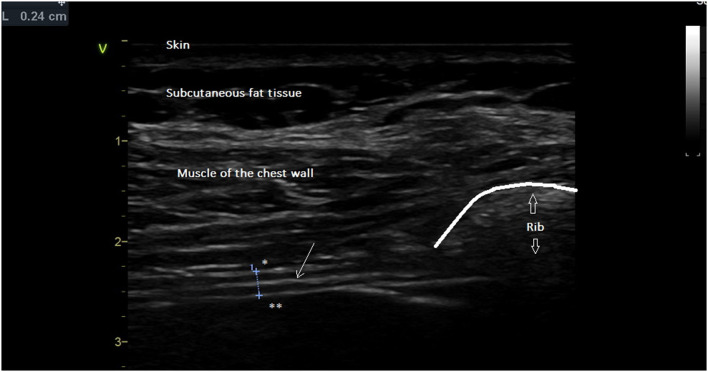 L 0.24 cm
V
Skin
Subcutaneous fat tissue
1
Muscle of the chest wall
2
Rib
*
**
3